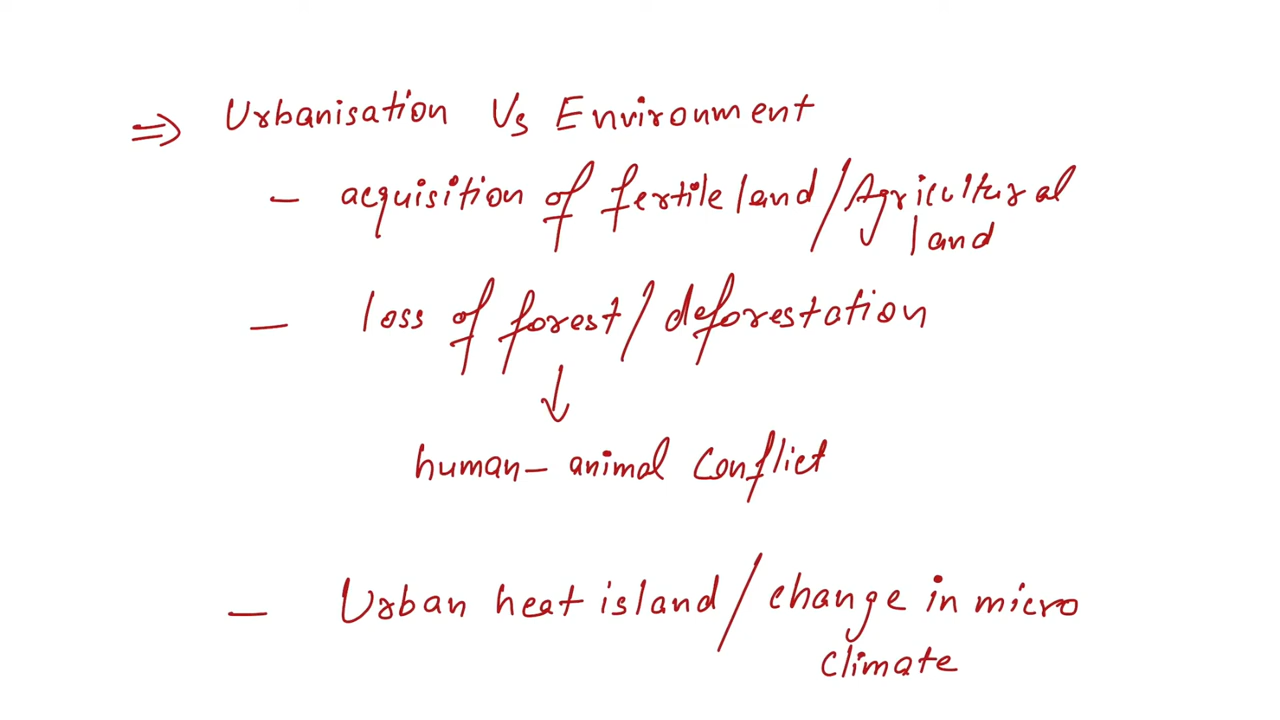 ⇒ Urbanisation Vs Environment
- acquisition of fertile land/Agricultural
land
- loss of forest/deforestation
↓
human-animal conflict
- Urban heat island/change in micro
climate